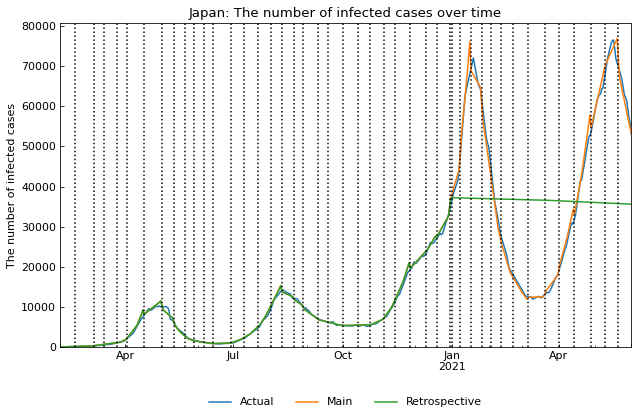 Japan: The number of infected cases over time
The number of infected cases
80000
70000
60000
50000
40000
30000
20000
10000
0
Apr
Jul
Oct
Jan
2021
Apr
Actual
Main
Retrospective